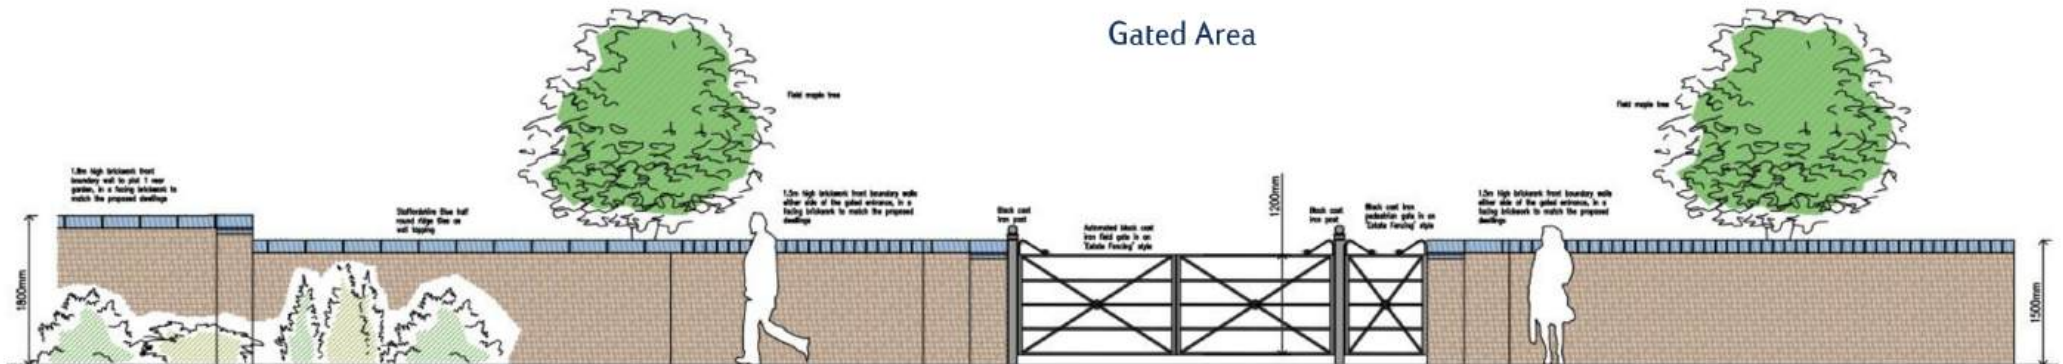 Gated Area
Field maple tree
Field maple tree
1.8m high brickwork front
boundary wall to plot 1 rear
garden, in a facing brickwork to
match the proposed dwellings
Staffordshire Blue half
round ridge tiles as
wall topping
1.5m high brickwork front boundary walls
either side of the gated entrance, in a
facing brickwork to match the proposed
dwellings
Black cast
iron post
Automated black cast
iron field gate in an
'Estate Fencing' style
1200mm
Black cast
iron post
Black cast iron
pedestrian gate in an
'Estate Fencing' style
1.5m high brickwork front boundary walls
either side of the gated entrance, in a
facing brickwork to match the proposed
dwellings
1800mm
1500mm